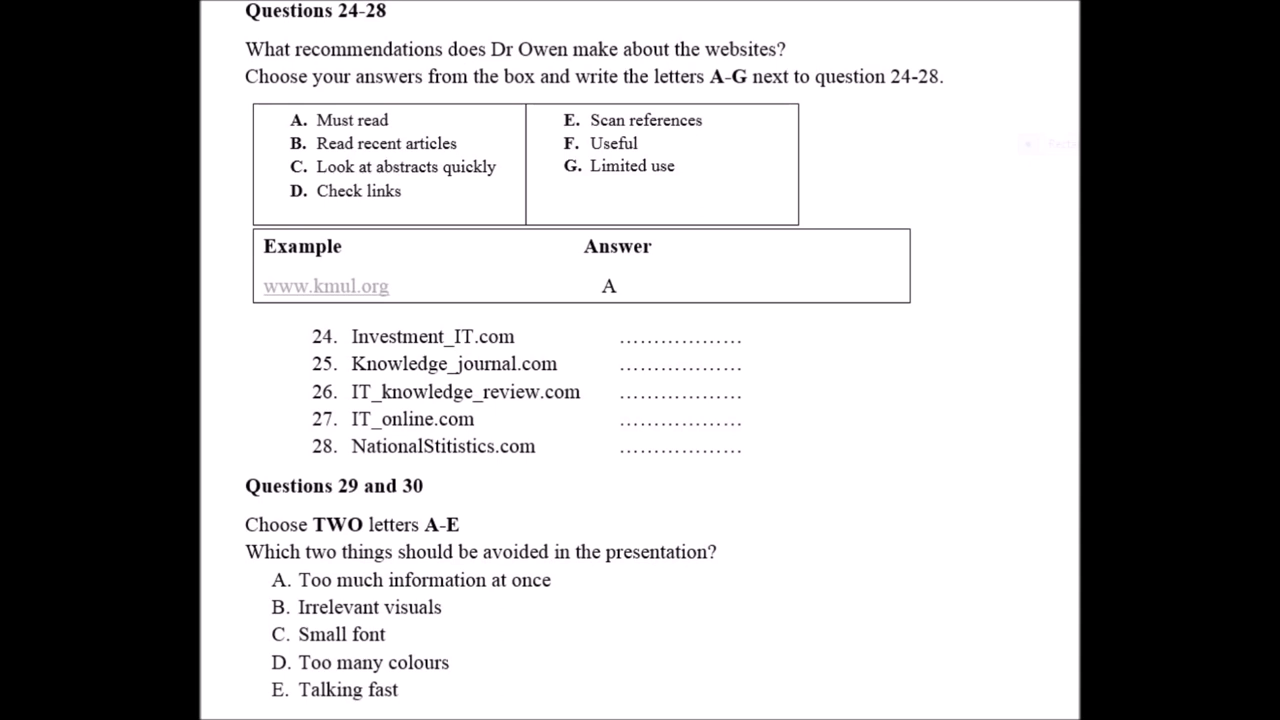 Questions 24-28
What recommendations does Dr Owen make about the websites?
Choose your answers from the box and write the letters A-G next to question 24-28.
A. Must read
B. Read recent articles
C. Look at abstracts quickly
D. Check links
E. Scan references
F. Useful
G. Limited use
Example Answer
www.kmul.org A
24. Investment_IT.com ………………
25. Knowledge_journal.com ………………
26. IT_knowledge_review.com ………………
27. IT_online.com ………………
28. NationalStitistics.com ………………
Questions 29 and 30
Choose TWO letters A-E
Which two things should be avoided in the presentation?
A. Too much information at once
B. Irrelevant visuals
C. Small font
D. Too many colours
E. Talking fast